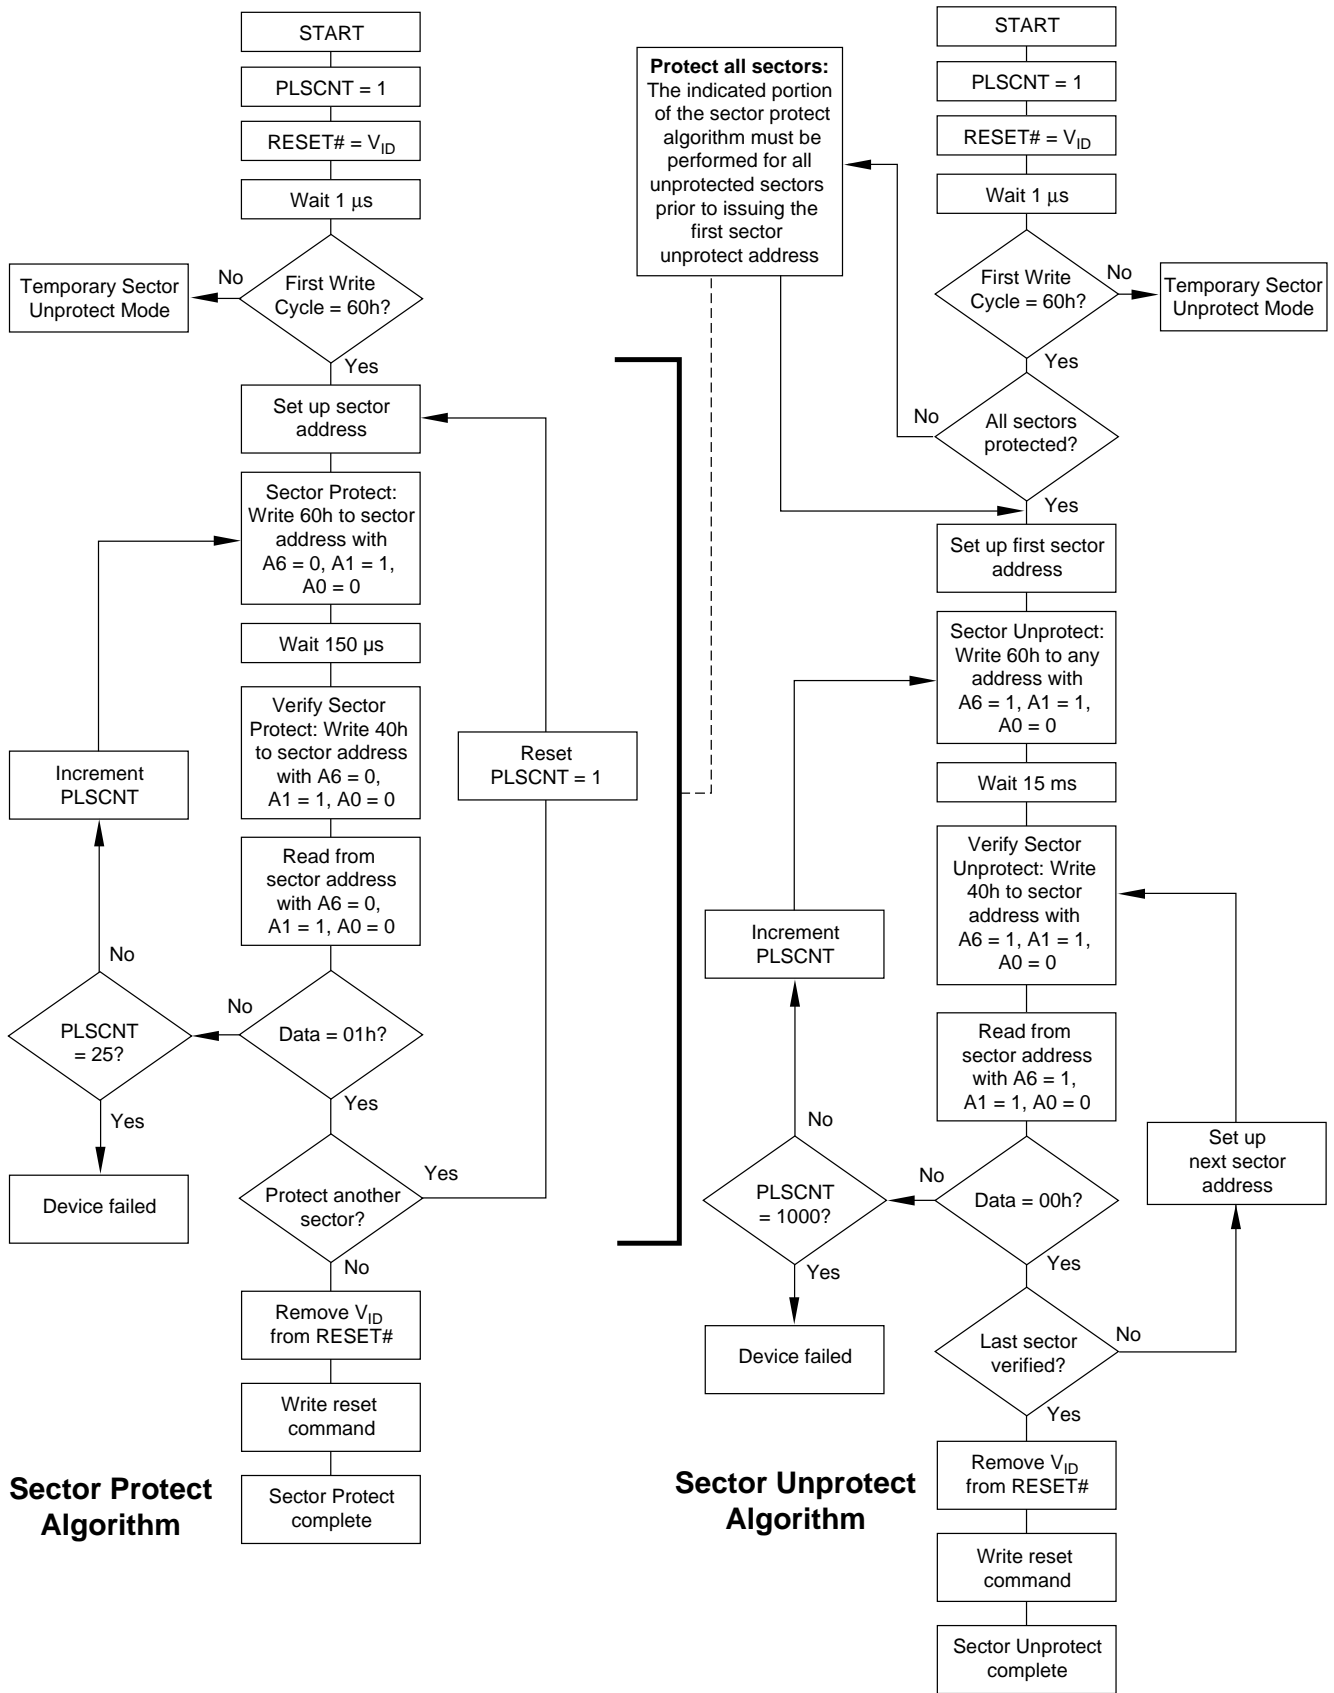 START
PLSCNT = 1
RESET# = VID
Wait 1 μs
First Write
Cycle = 60h?
No
Temporary Sector
Unprotect Mode
Yes
Set up sector
address
Sector Protect:
Write 60h to sector
address with
A6 = 0, A1 = 1,
A0 = 0
Wait 150 µs
Verify Sector
Protect: Write 40h
to sector address
with A6 = 0,
A1 = 1, A0 = 0
Increment
PLSCNT
Reset
PLSCNT = 1
Read from
sector address
with A6 = 0,
A1 = 1, A0 = 0
No
No
PLSCNT
= 25?
Data = 01h?
Yes
Yes
Device failed
Protect another
sector?
Yes
No
Remove VID
from RESET#
Write reset
command
Sector Protect
complete
Sector Protect
Algorithm
Protect all sectors:
The indicated portion
of the sector protect
algorithm must be
performed for all
unprotected sectors
prior to issuing the
first sector
unprotect address
START
PLSCNT = 1
RESET# = VID
Wait 1 μs
First Write
Cycle = 60h?
No
Temporary Sector
Unprotect Mode
Yes
All sectors
protected?
No
Yes
Set up first sector
address
Sector Unprotect:
Write 60h to any
address with
A6 = 1, A1 = 1,
A0 = 0
Wait 15 ms
Verify Sector
Unprotect: Write
40h to sector
address with
A6 = 1, A1 = 1,
A0 = 0
Increment
PLSCNT
Read from
sector address
with A6 = 1,
A1 = 1, A0 = 0
No
Set up
next sector
address
No
PLSCNT
= 1000?
Data = 00h?
Yes
Yes
Device failed
Last sector
verified?
No
Yes
Remove VID
from RESET#
Write reset
command
Sector Unprotect
complete
Sector Unprotect
Algorithm